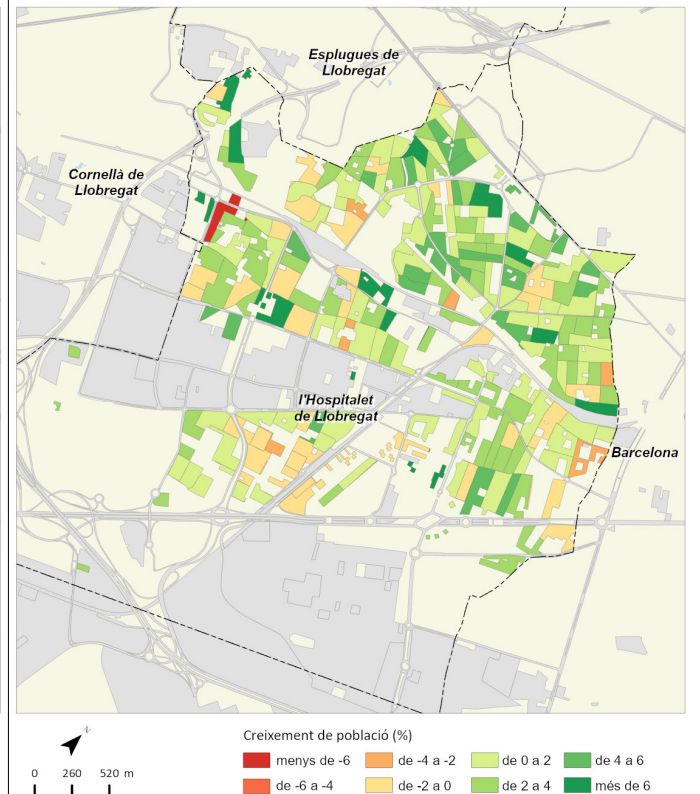 Esplugues de
Llobregat
Cornellà de
Llobregat
l'Hospitalet
de Llobregat
Barcelona
N
Creixement de població (%)
menys de -6
de -4 a -2
de 0 a 2
de 4 a 6
0 260 520 m
de -6 a -4
de -2 a 0
de 2 a 4
més de 6